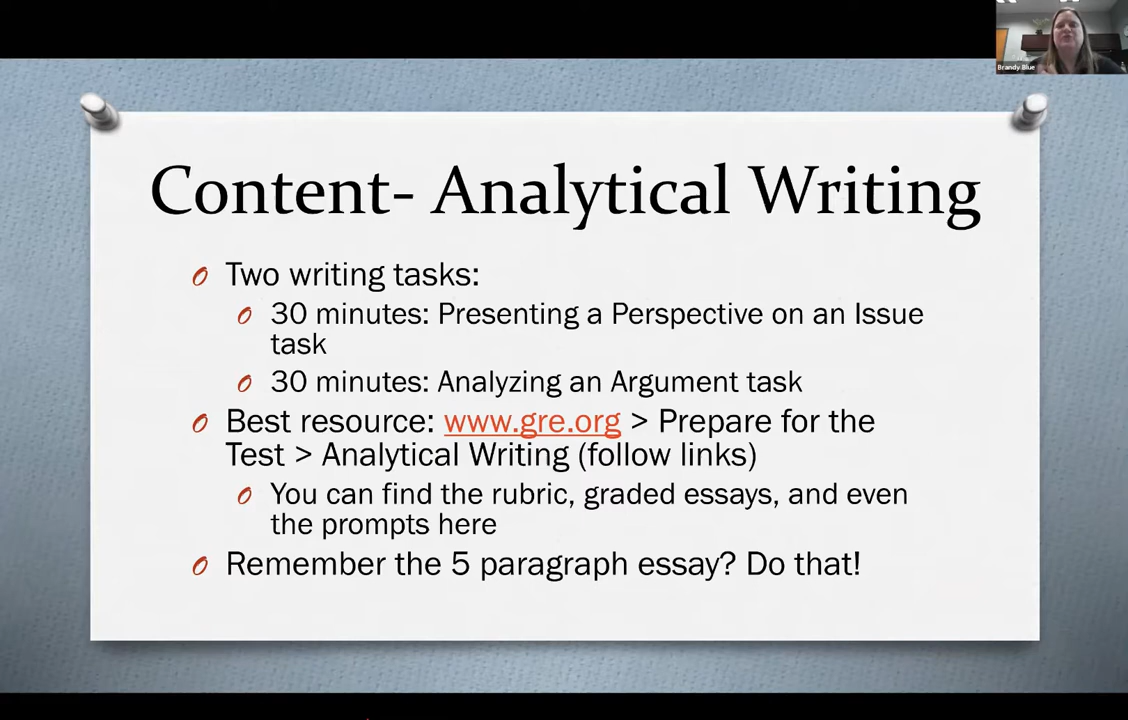 Brandy Blue
Content- Analytical Writing
Two writing tasks:
30 minutes: Presenting a Perspective on an Issue
task
30 minutes: Analyzing an Argument task
Best resource: www.gre.org > Prepare for the
Test > Analytical Writing (follow links)
You can find the rubric, graded essays, and even
the prompts here
Remember the 5 paragraph essay? Do that!